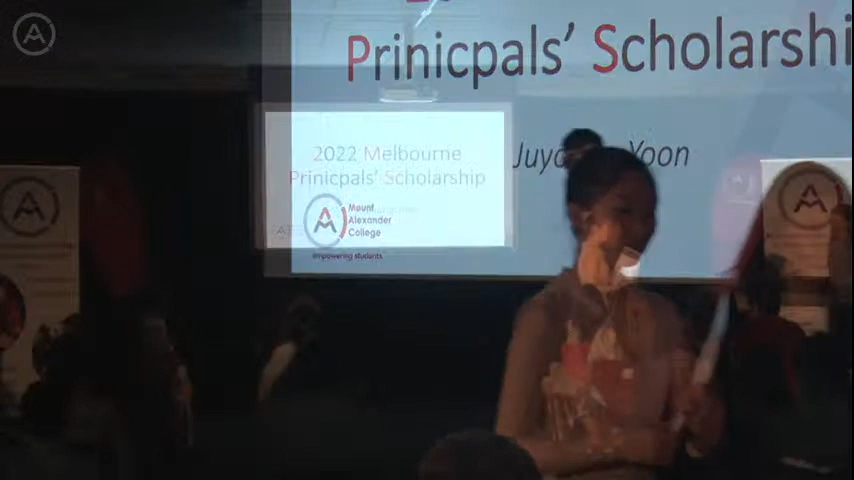 Prinicpals' Scholarshi
2022 Melbourne
Prinicpals' Scholarship
Yoon
Mount
Alexander
College
empowering students